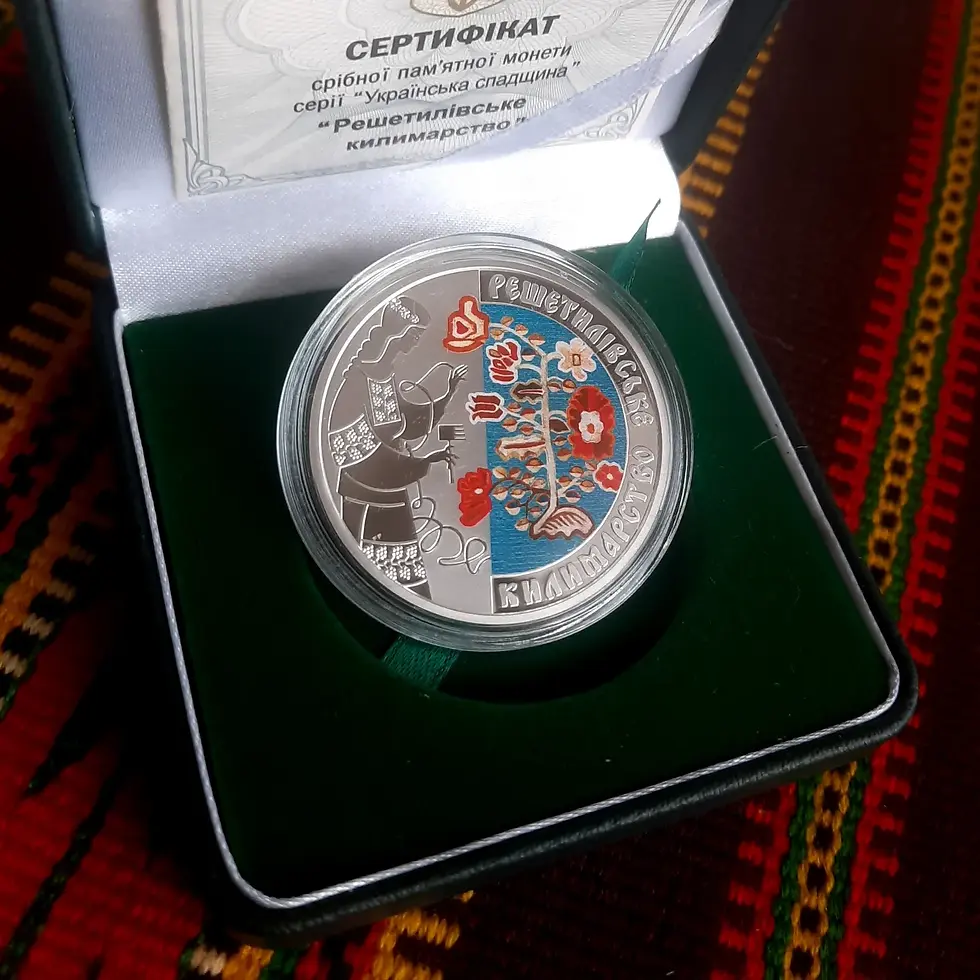 СЕРТИФІКАТ
срібної пам'ятної монети
серії "Українська спадщина"
"Решетилівське
килимарство"
РЕШЕТИЛІВСЬКЕ
КИЛИМАРСТВО